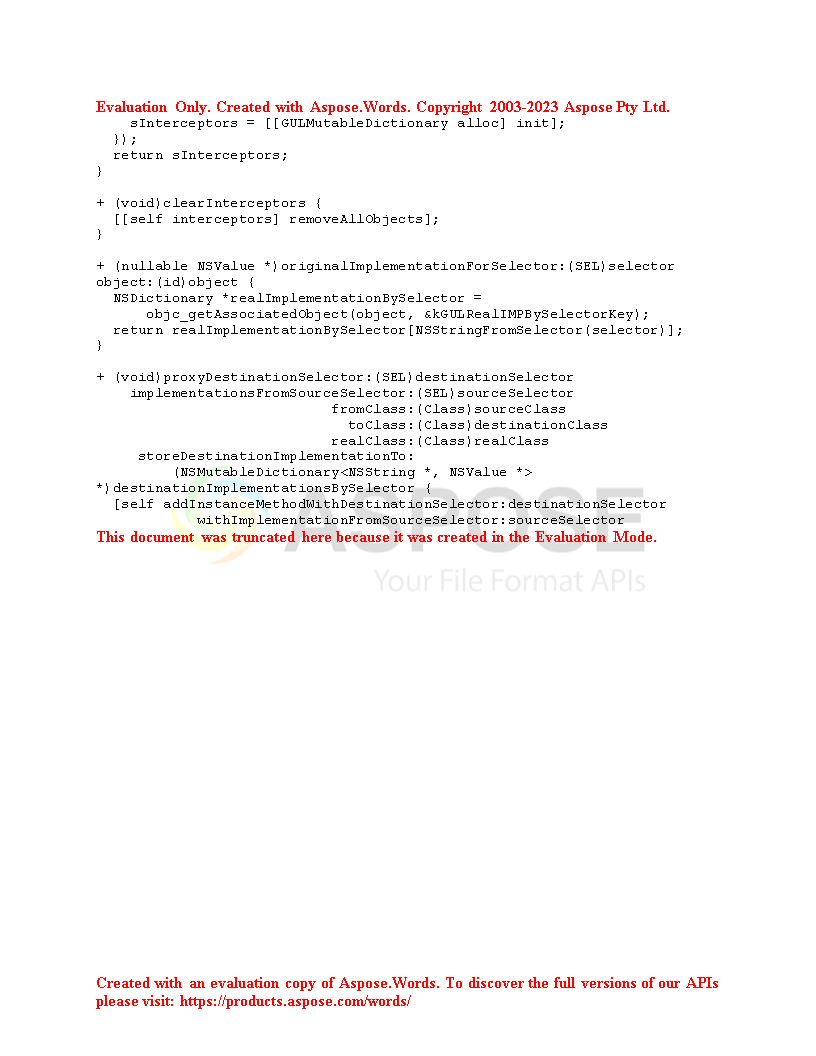 Evaluation Only. Created with Aspose.Words. Copyright 2003-2023 Aspose Pty Ltd.
    sInterceptors = [[GULMutableDictionary alloc] init];
  });
  return sInterceptors;
}

+ (void)clearInterceptors {
  [[self interceptors] removeAllObjects];
}

+ (nullable NSValue *)originalImplementationForSelector:(SEL)selector
object:(id)object {
  NSDictionary *realImplementationBySelector =
      objc_getAssociatedObject(object, &kGULRealIMPBySelectorKey);
  return realImplementationBySelector[NSStringFromSelector(selector)];
}

+ (void)proxyDestinationSelector:(SEL)destinationSelector
    implementationsFromSourceSelector:(SEL)sourceSelector
                            fromClass:(Class)sourceClass
                              toClass:(Class)destinationClass
                            realClass:(Class)realClass
     storeDestinationImplementationTo:
         (NSMutableDictionary<NSString *, NSValue *>
*)destinationImplementationsBySelector {
  [self addInstanceMethodWithDestinationSelector:destinationSelector
            withImplementationFromSourceSelector:sourceSelector
ASPOSE
This document was truncated here because it was created in the Evaluation Mode.
Your File Format APIs
Created with an evaluation copy of Aspose.Words. To discover the full versions of our APIs
please visit: https://products.aspose.com/words/